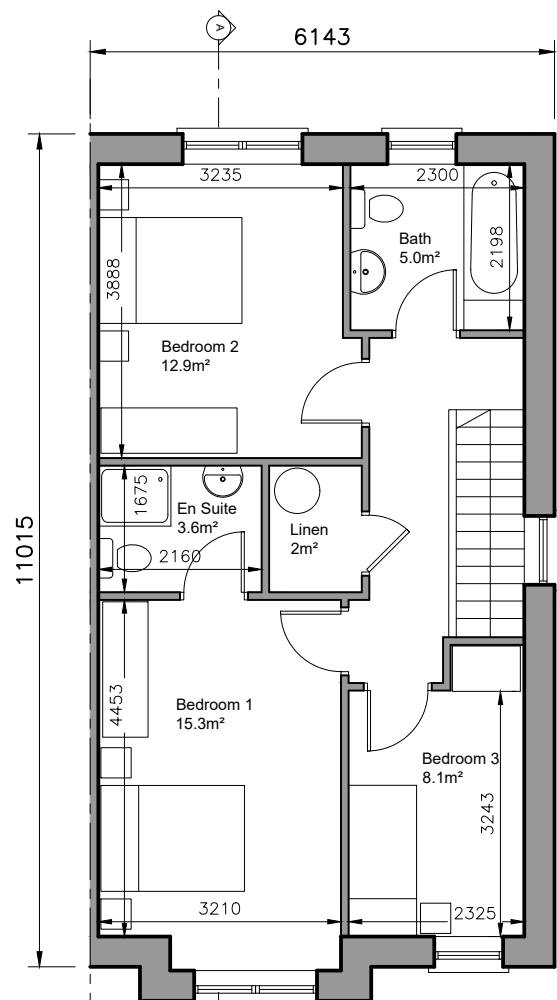 A
6143
3235
2300
Bath
5.0m²
2198
3888
Bedroom 2
12.9m²
1675
En Suite
3.6m²
2160
Linen
2m²
11015
4453
Bedroom 1
15.3m²
Bedroom 3
8.1m²
3243
3210
2325